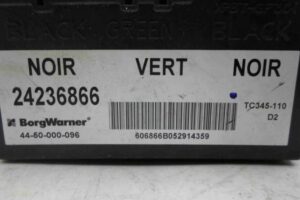 BLACK GREEN BLACK
NOIR VERT NOIR
24236866
BorgWarner
TC345-110
D2
44-80-000-096
606866B052914359